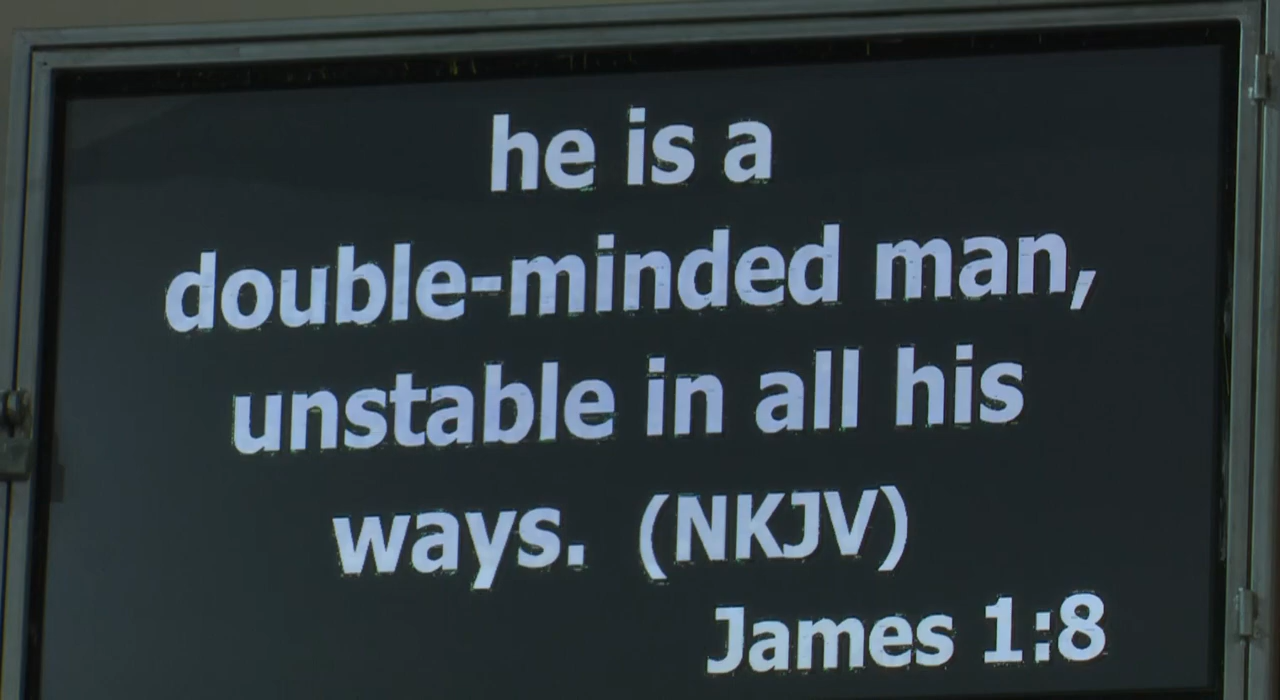 he is a
double-minded man,
unstable in all his
ways. (NKJV)
James 1:8